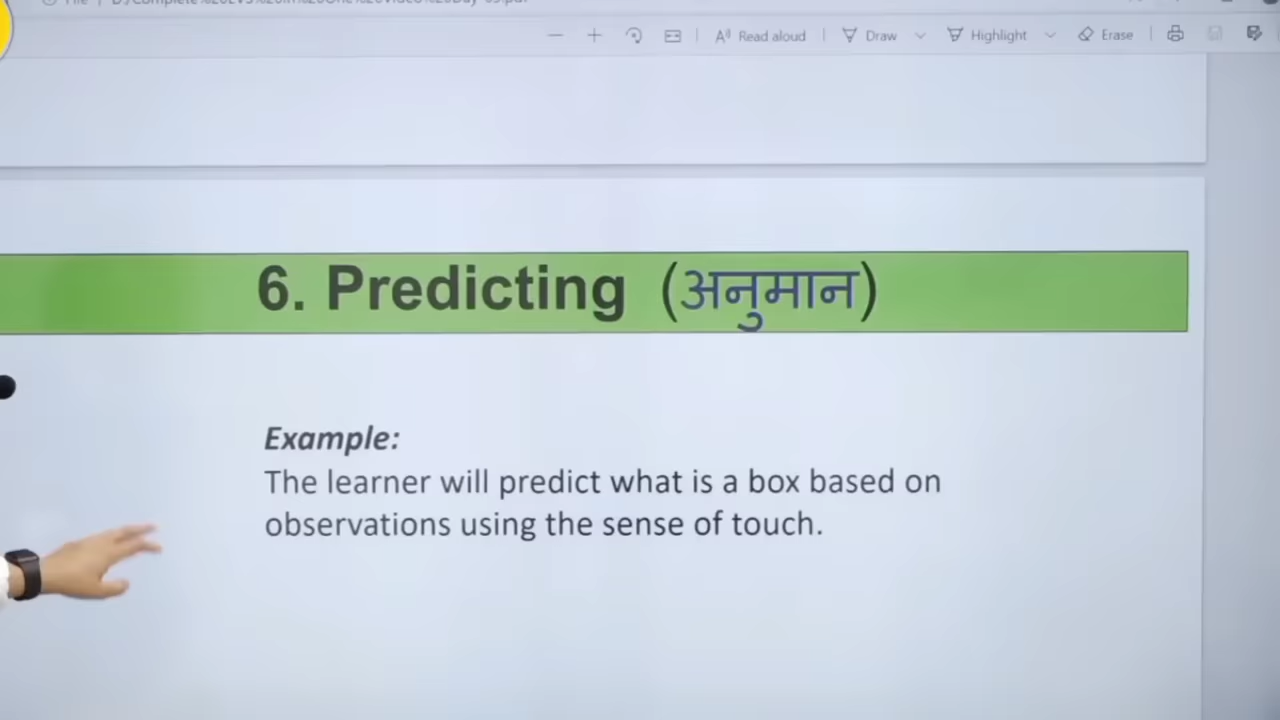 Read aloud
Draw
Highlight
Erase
6. Predicting (अनुमान)
Example:
The learner will predict what is a box based on
observations using the sense of touch.